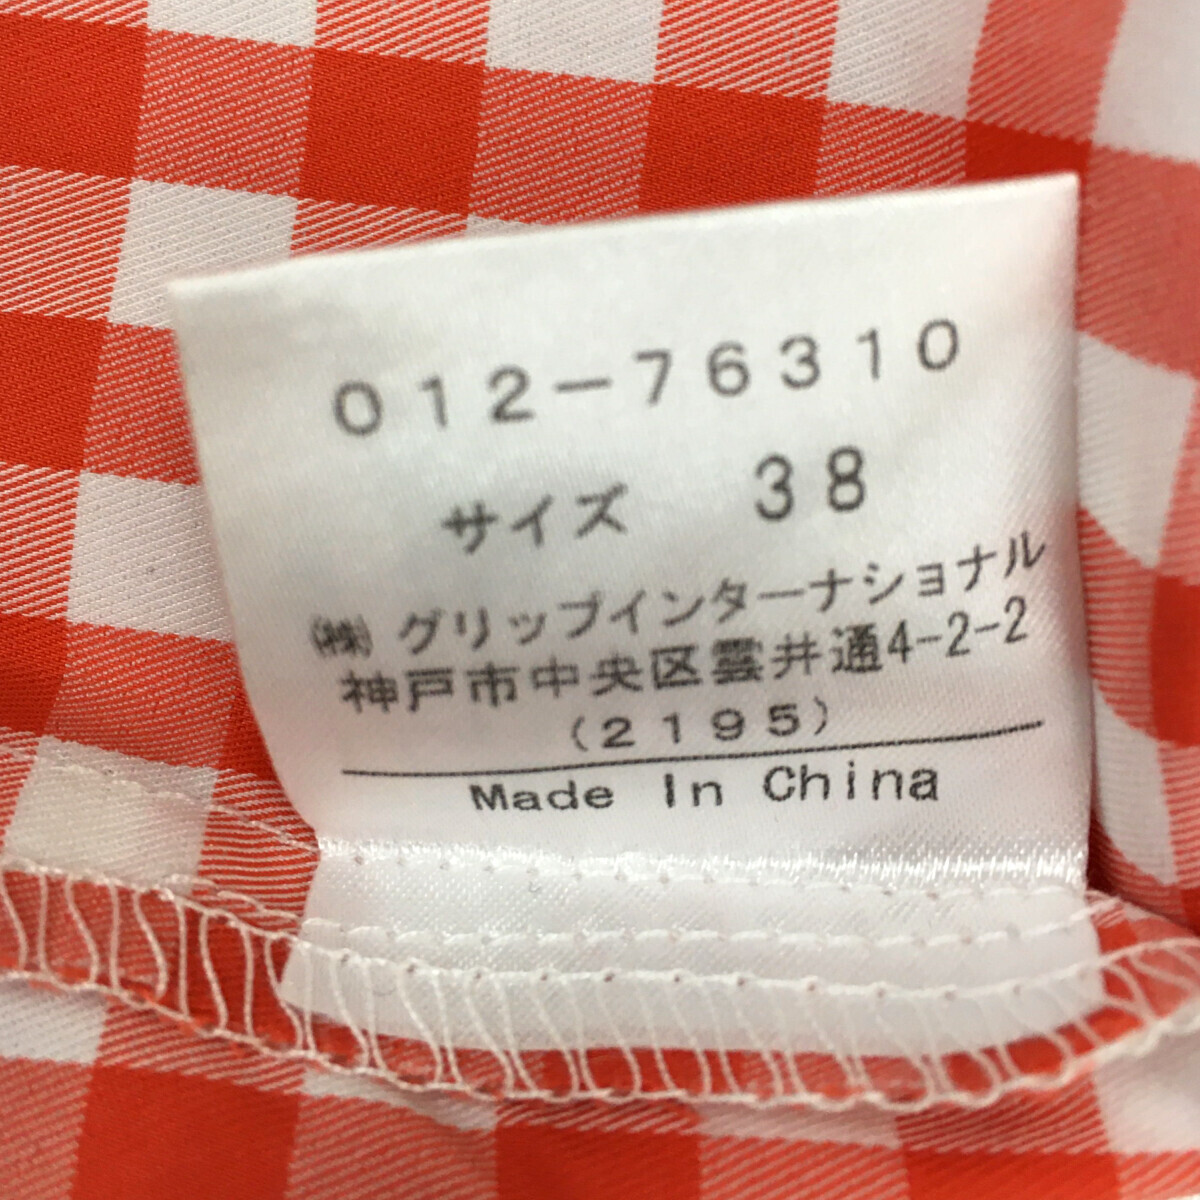 012-76310
サイズ 38
㈱ グリップインターナショナル
神戸市中央区雲井通4-2-2
(2195)
Made In China